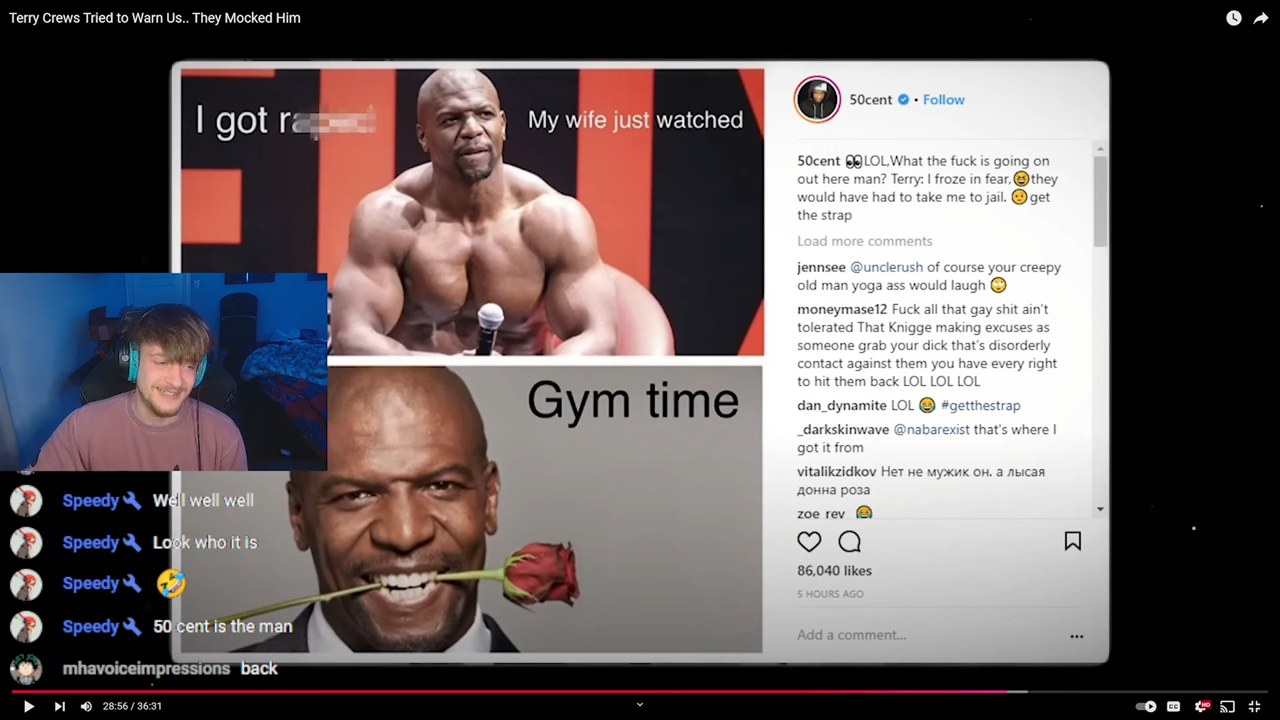 Terry Crews Tried to Warn Us.. They Mocked Him
I got
My wife just watched
Gym time
50cent • Follow
50cent 👀LOL,What the fuck is going on
out here man? Terry: I froze in fear,😆they
would have had to take me to jail. 😉get
the strap
Load more comments
jennsee @unclerush of course your creepy
old man yoga ass would laugh 🙄
moneymase12 Fuck all that gay shit ain't
tolerated That Knigge making excuses as
someone grab your dick that's disorderly
contact against them you have every right
to hit them back LOL LOL LOL
dan_dynamite LOL 😂 #getthestrap
_darkskinwave @nabarexist that's where I
got it from
vitalikzidkov Нет не мужик он. а лысая
донна роза
zoe_rev 😂
86,040 likes
5 HOURS AGO
Add a comment...
Speedy Well well well
Speedy Look who it is
Speedy 🤣
Speedy 50 cent is the man
mhavoiceimpressions back
28:56 / 36:31
CC
HD